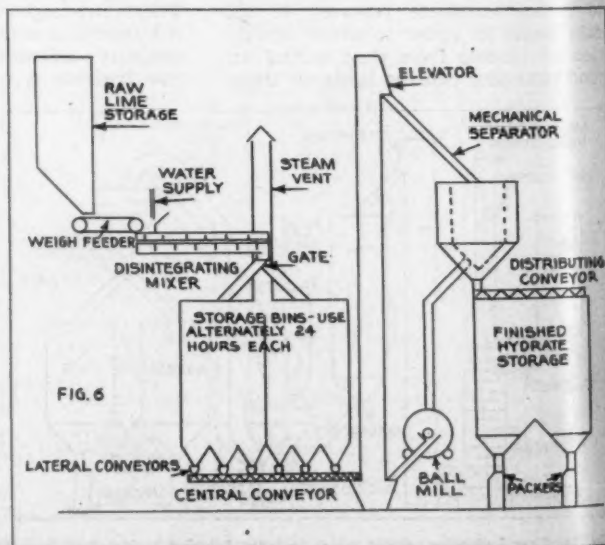 RAW
LIME
STORAGE
WATER
SUPPLY
WEIGH FEEDER
DISINTEGRATING
MIXER
STEAM
VENT
GATE
ELEVATOR
MECHANICAL
SEPARATOR
STORAGE BINS-USE
ALTERNATELY 24
HOURS EACH
FIG. 6
LATERAL CONVEYORS
CENTRAL CONVEYOR
BALL
MILL
DISTRIBUTING
CONVEYOR
FINISHED
HYDRATE
STORAGE
PACKERS